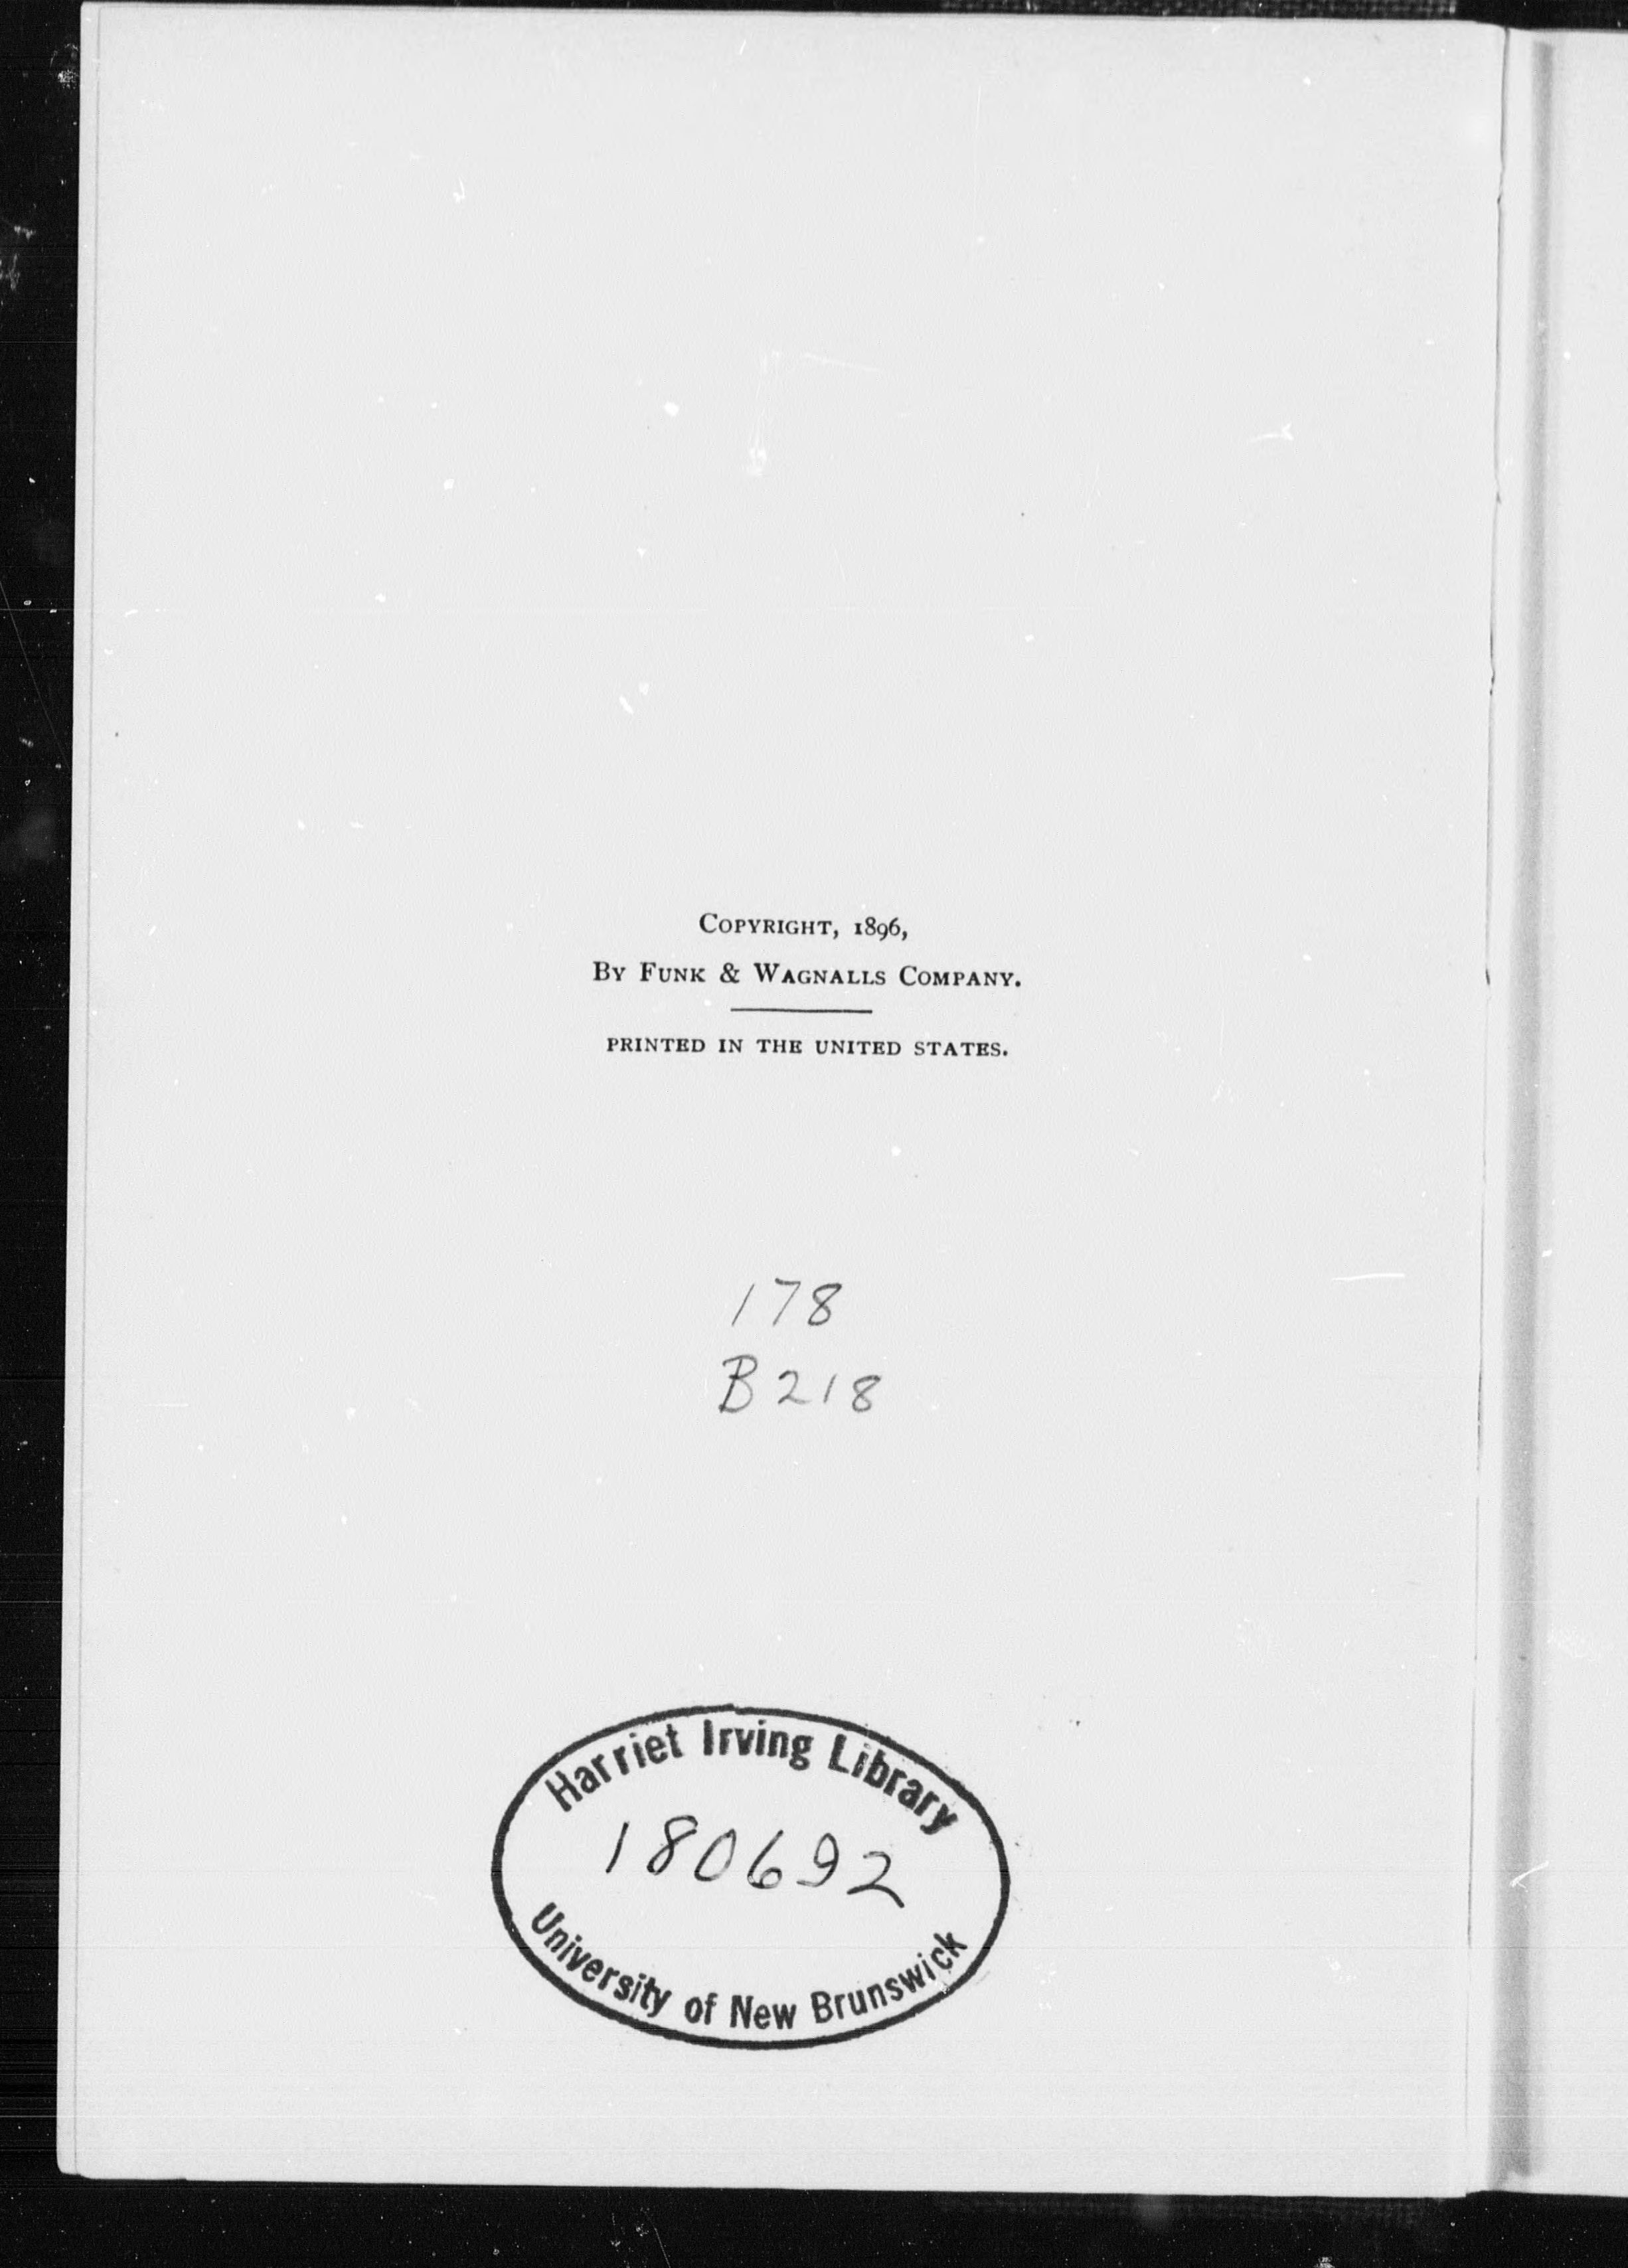 COPYRIGHT, 1896,
BY FUNK & WAGNALLS COMPANY.
PRINTED IN THE UNITED STATES.
178
B218
Harriet Irving Library
180692
University of New Brunswick